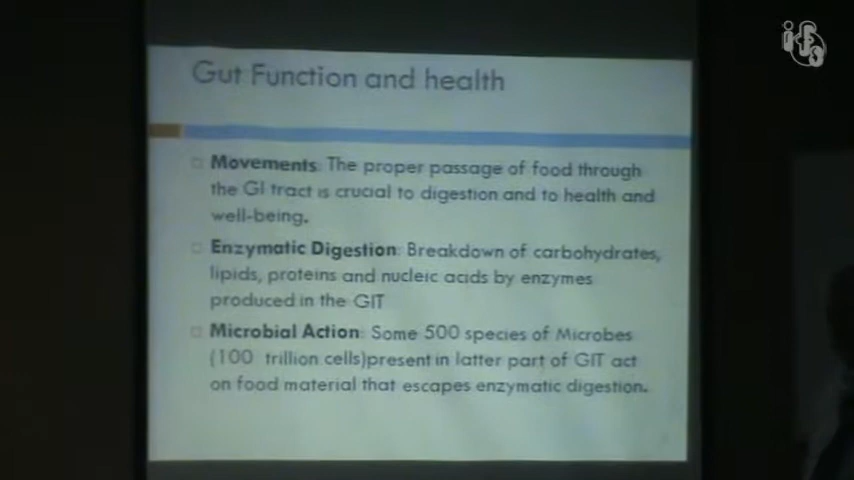 Gut Function and health
Movements: The proper passage of food through
the GI tract is crucial to digestion and to health and
well-being.
Enzymatic Digestion: Breakdown of carbohydrates,
lipids, proteins and nucleic acids by enzymes
produced in the GIT
Microbial Action: Some 500 species of Microbes
(100 trillion cells)present in latter part of GIT act
on food material that escapes enzymatic digestion.